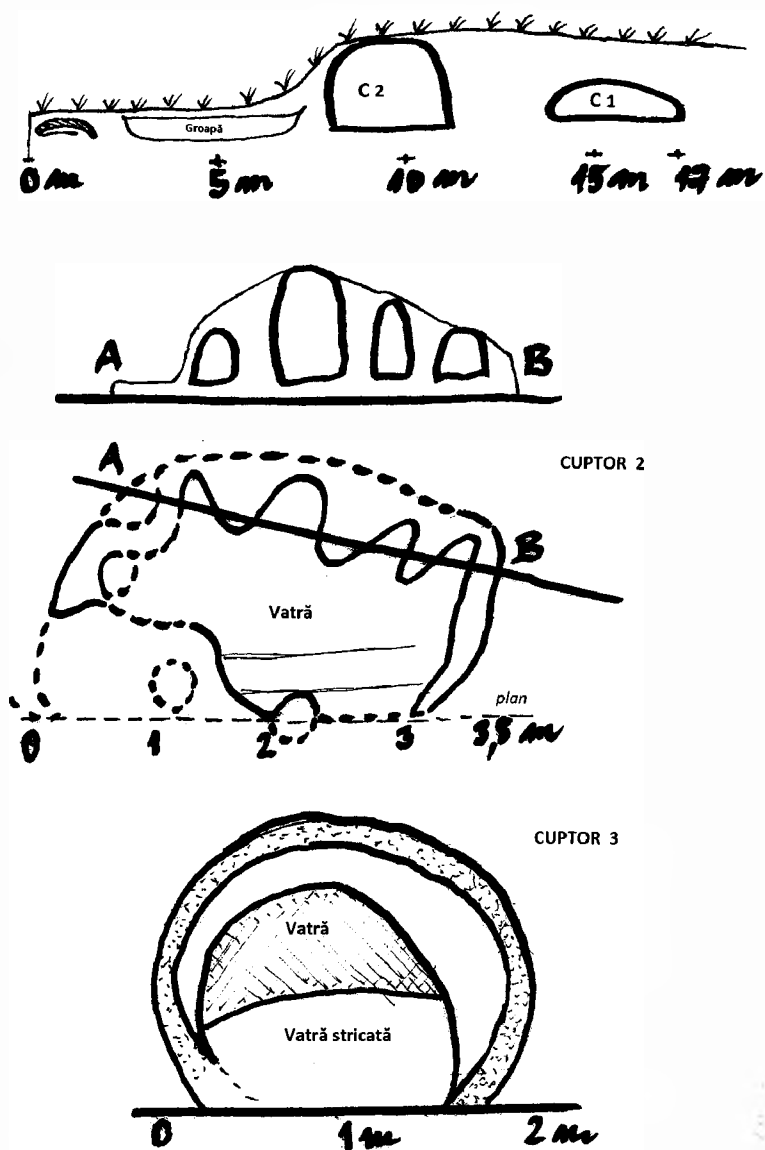 C 2
C 1
Groapă
0 m 5 m 10 m 15 m 17 m
A B
CUPTOR 2
A
B
Vatră
plan
0 1 2 3 3,5 m
CUPTOR 3
Vatră
Vatră stricată
0 1 m 2 m